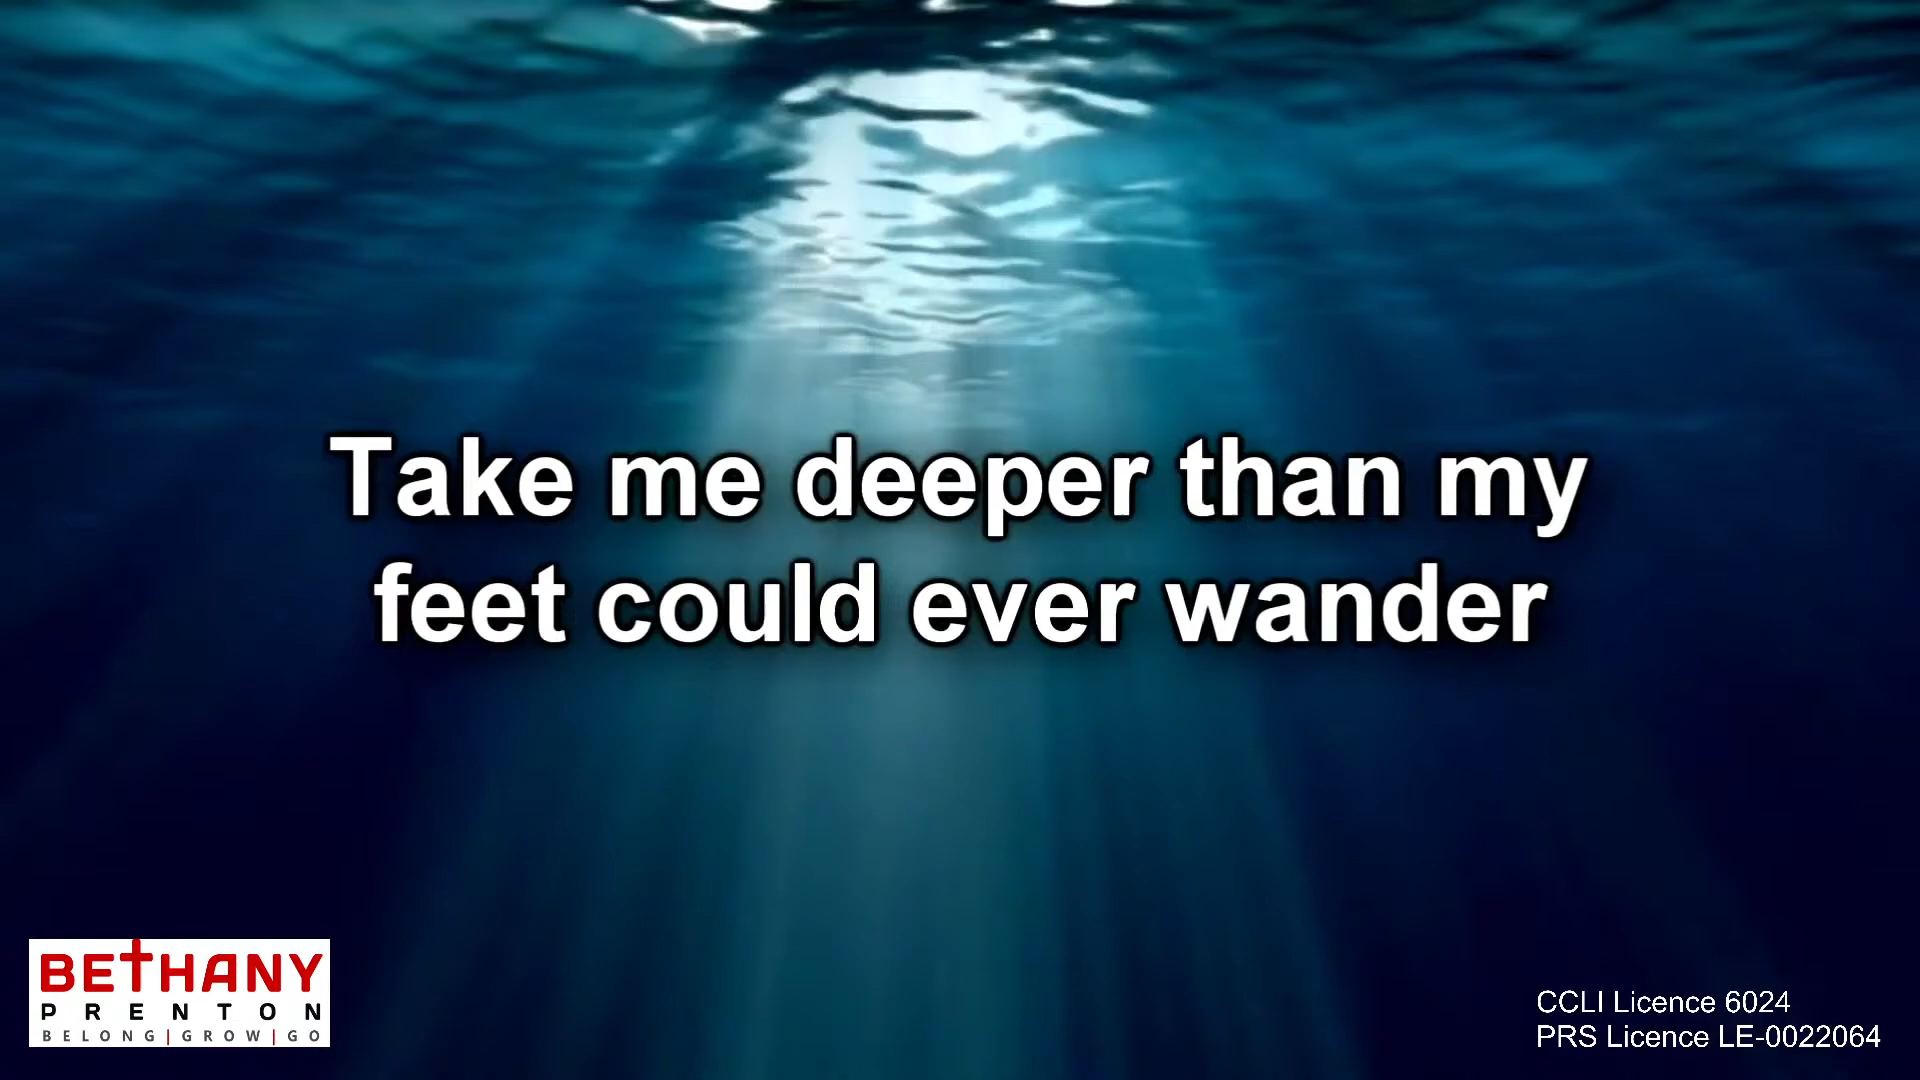 Take me deeper than my
feet could ever wander
BETHANY
PRENTON
BELONG|GROW|GO
CCLI Licence 6024
PRS Licence LE-0022064